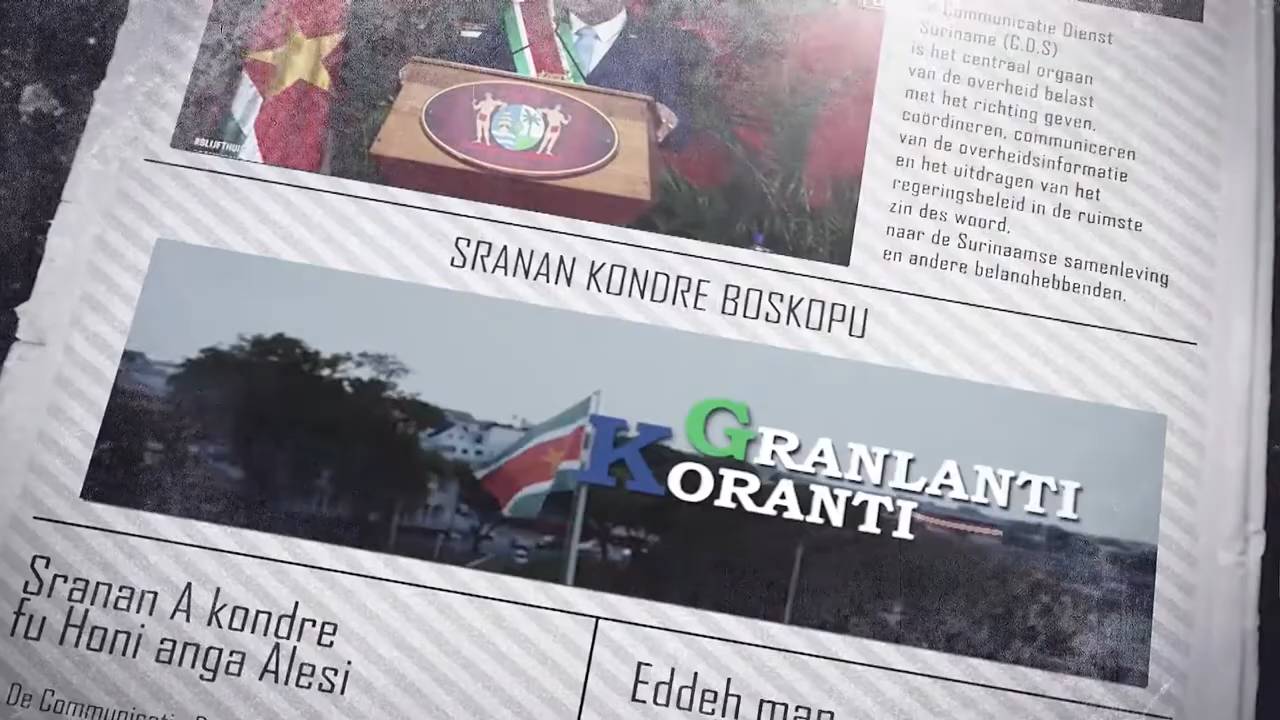 Communicatie Dienst
Suriname (C.D.S)
is het centraal orgaan
van de overheid belast
met het richting geven,
coördineren, communiceren
van de overheidsinformatie
en het uitdragen van het
regeringsbeleid in de ruimste
zin des woord,
naar de Surinaamse samenleving
en andere belanghebbenden.
SRANAN KONDRE BOSKOPU
GRANLANTI
KORANTI
Sranan A kondre
fu Honi anga Alesi
De
Eddeh man